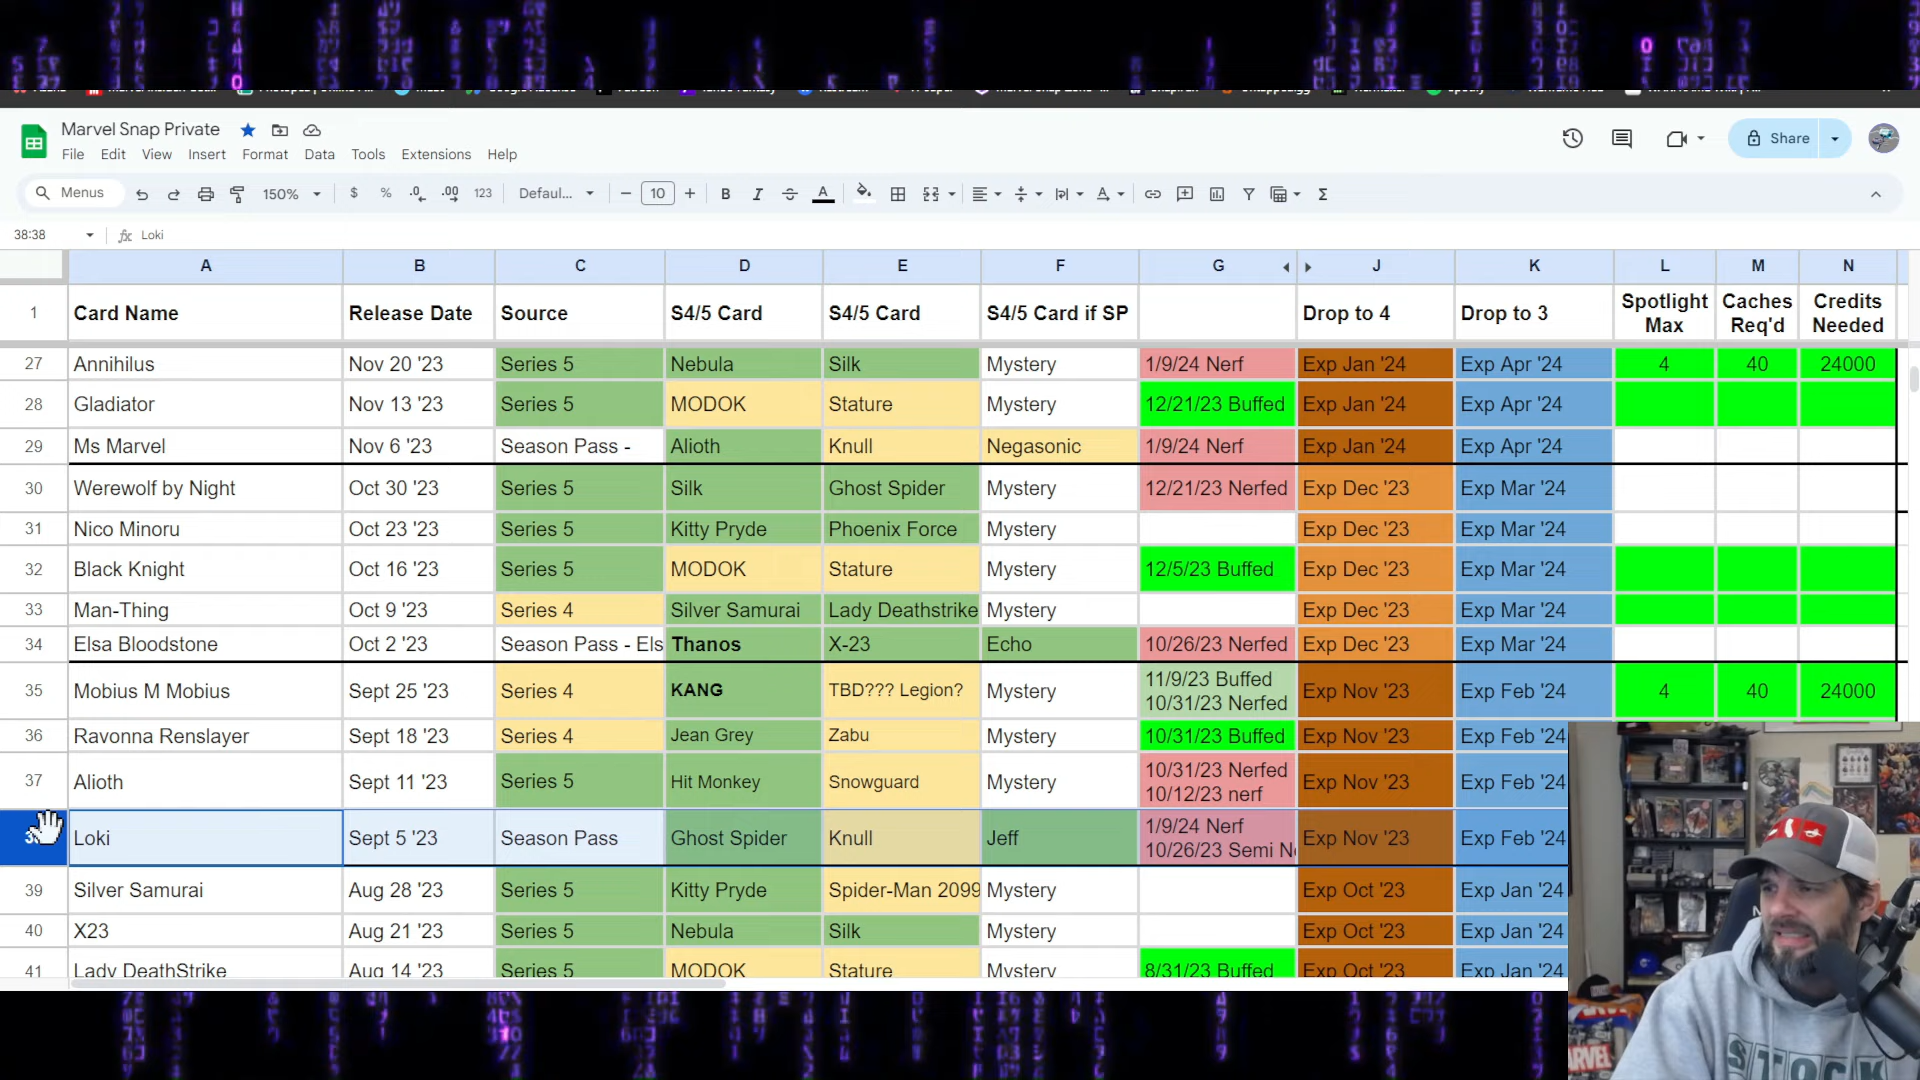 Marvel Snap Private
File Edit View Insert Format Data Tools Extensions Help
Share
Menus 150% $ % .0 .00 123 Defaul... 10 B I A
38:38 fx Loki
A B C D E F G J K L M N
1 Card Name Release Date Source S4/5 Card S4/5 Card S4/5 Card if SP Drop to 4 Drop to 3 Spotlight Max Caches Req'd Credits Needed
27 Annihilus Nov 20 '23 Series 5 Nebula Silk Mystery 1/9/24 Nerf Exp Jan '24 Exp Apr '24 4 40 24000
28 Gladiator Nov 13 '23 Series 5 MODOK Stature Mystery 12/21/23 Buffed Exp Jan '24 Exp Apr '24
29 Ms Marvel Nov 6 '23 Season Pass - Alioth Knull Negasonic 1/9/24 Nerf Exp Jan '24 Exp Apr '24
30 Werewolf by Night Oct 30 '23 Series 5 Silk Ghost Spider Mystery 12/21/23 Nerfed Exp Dec '23 Exp Mar '24
31 Nico Minoru Oct 23 '23 Series 5 Kitty Pryde Phoenix Force Mystery Exp Dec '23 Exp Mar '24
32 Black Knight Oct 16 '23 Series 5 MODOK Stature Mystery 12/5/23 Buffed Exp Dec '23 Exp Mar '24
33 Man-Thing Oct 9 '23 Series 4 Silver Samurai Lady Deathstrike Mystery Exp Dec '23 Exp Mar '24
34 Elsa Bloodstone Oct 2 '23 Season Pass - Els Thanos X-23 Echo 10/26/23 Nerfed Exp Dec '23 Exp Mar '24
35 Mobius M Mobius Sept 25 '23 Series 4 KANG TBD??? Legion? Mystery 11/9/23 Buffed 10/31/23 Nerfed Exp Nov '23 Exp Feb '24 4 40 24000
36 Ravonna Renslayer Sept 18 '23 Series 4 Jean Grey Zabu Mystery 10/31/23 Buffed Exp Nov '23 Exp Feb '24
37 Alioth Sept 11 '23 Series 5 Hit Monkey Snowguard Mystery 10/31/23 Nerfed 10/12/23 nerf Exp Nov '23 Exp Feb '24
Loki Sept 5 '23 Season Pass Ghost Spider Knull Jeff 1/9/24 Nerf 10/26/23 Semi Exp Nov '23 Exp Feb '24
39 Silver Samurai Aug 28 '23 Series 5 Kitty Pryde Spider-Man 2099 Mystery Exp Oct '23 Exp Jan '24
40 X23 Aug 21 '23 Series 5 Nebula Silk Mystery Exp Oct '23 Exp Jan '24
41 Lady DeathStrike Aug 14 '23 Series 5 MODOK Stature Mystery 8/31/23 Buffed Exp Oct '23 Exp Jan '24
MARVEL
STOCK